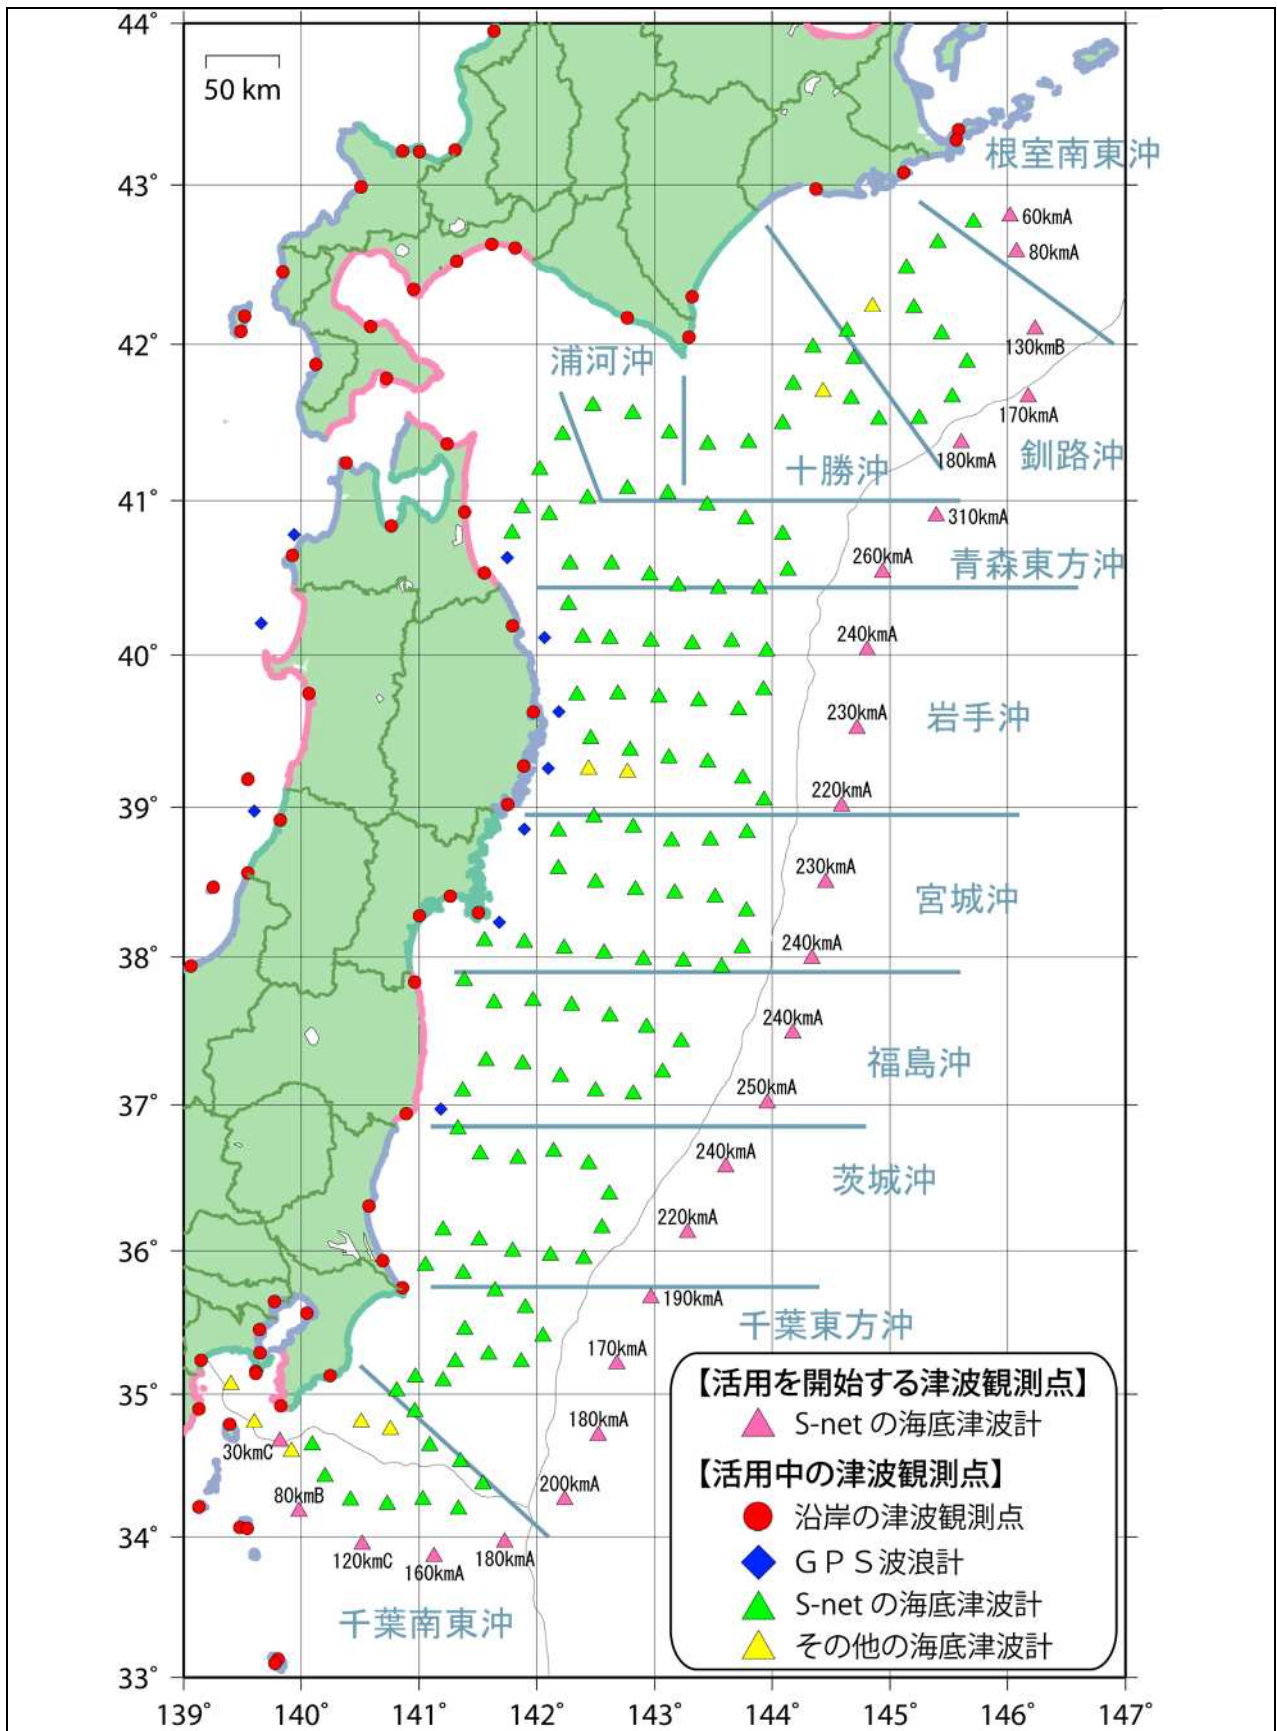 44°
50 km
根室南東沖
43°
60kmA
80kmA
42°
130kmB
浦河沖
170kmA
釧路沖
十勝沖
180kmA
41°
310kmA
青森東方沖
260kmA
240kmA
40°
岩手沖
230kmA
220kmA
39°
230kmA
宮城沖
240kmA
38°
240kmA
福島沖
250kmA
37°
240kmA
茨城沖
220kmA
36°
190kmA
千葉東方沖
170kmA
35°
180kmA
30kmC
200kmA
80kmB
34°
120kmC
160kmA
180kmA
千葉南東沖
33°
【活用を開始する津波観測点】
S-net の海底津波計
【活用中の津波観測点】
沿岸の津波観測点
ＧＰＳ波浪計
S-net の海底津波計
その他の海底津波計
139° 140° 141° 142° 143° 144° 145° 146° 147°